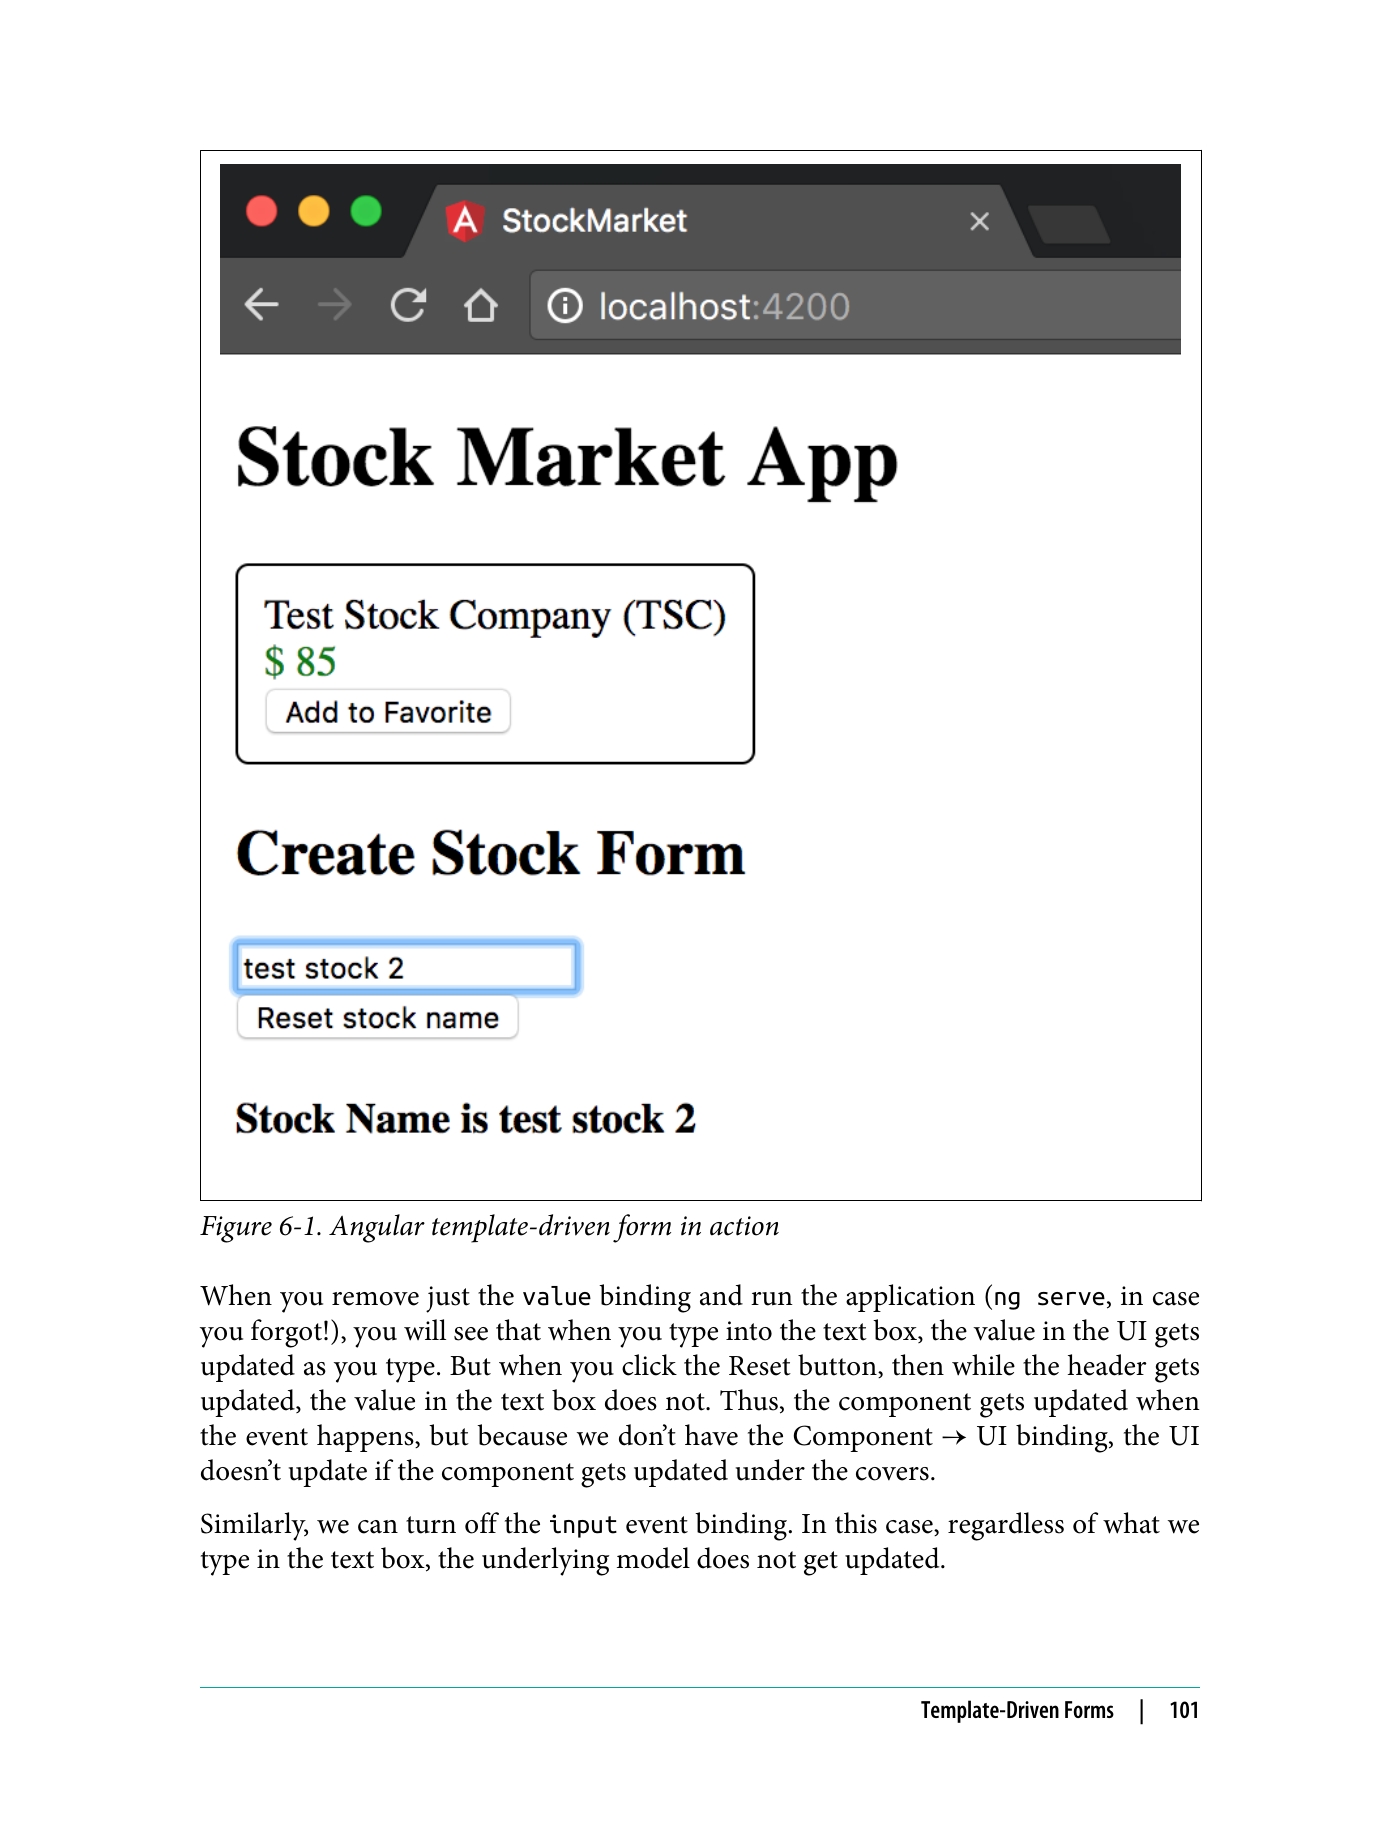 StockMarket
localhost:4200
Stock Market App
Test Stock Company (TSC)
$ 85
Add to Favorite
Create Stock Form
test stock 2
Reset stock name
Stock Name is test stock 2
Figure 6-1. Angular template-driven form in action
When you remove just the value binding and run the application (ng serve, in case
you forgot!), you will see that when you type into the text box, the value in the UI gets
updated as you type. But when you click the Reset button, then while the header gets
updated, the value in the text box does not. Thus, the component gets updated when
the event happens, but because we don’t have the Component → UI binding, the UI
doesn’t update if the component gets updated under the covers.
Similarly, we can turn off the input event binding. In this case, regardless of what we
type in the text box, the underlying model does not get updated.
Template-Driven Forms | 101